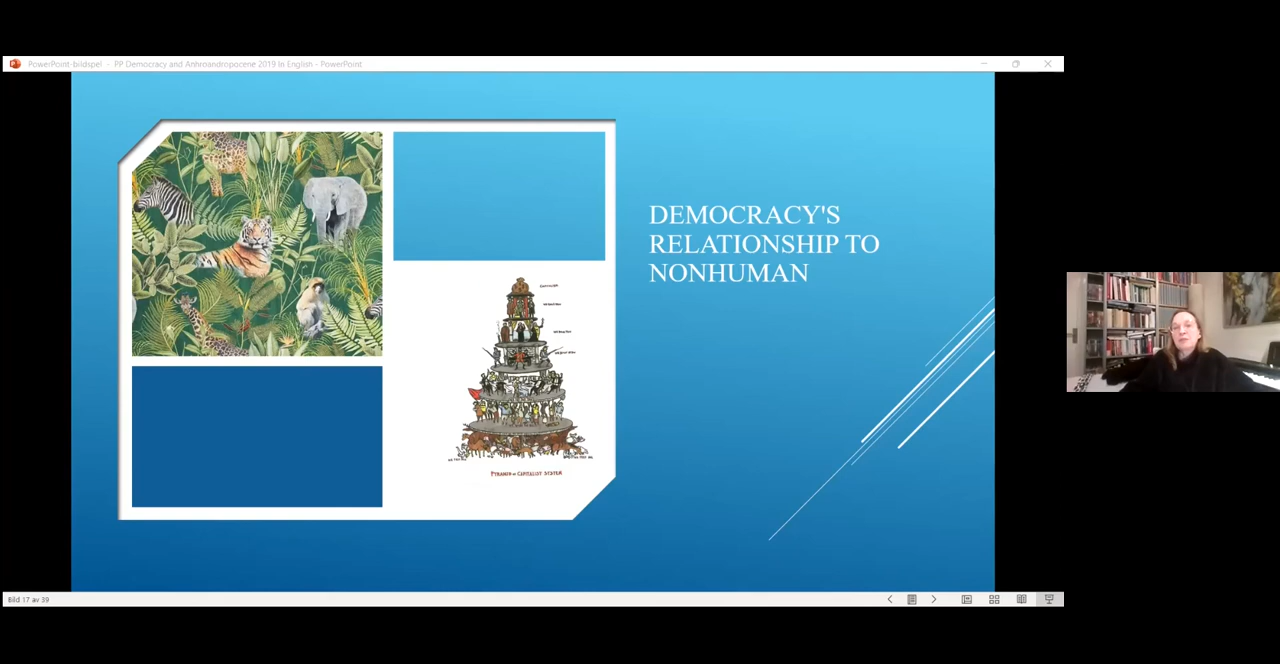 PowerPoint-bildspel - PP Democracy and Anhroandropocene 2019 In English - PowerPoint
DEMOCRACY'S
RELATIONSHIP TO
NONHUMAN
PYRAMID OF CAPITALIST SYSTEM
Bild 17 av 39